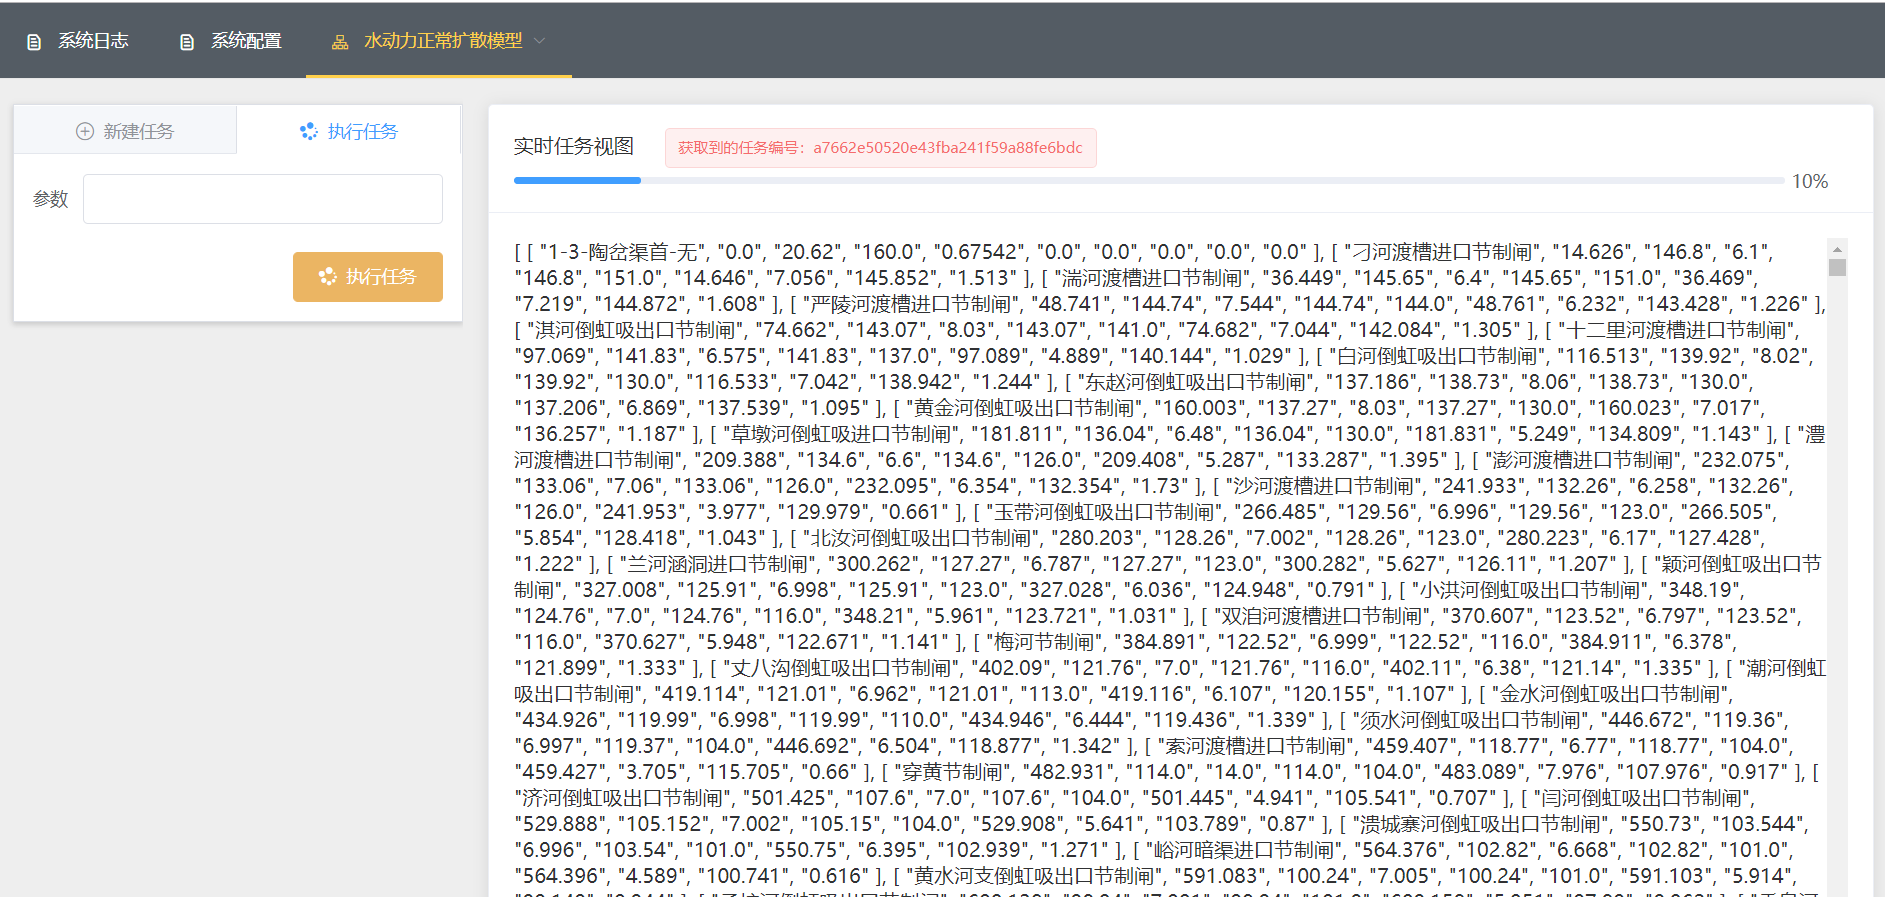 系统日志 系统配置 水动力正常扩散模型
新建任务 执行任务
参数
执行任务
实时任务视图 获取到的任务编号：a7662e50520e43fba241f59a88fe6bdc
10%
[ [ "1-3-陶岔渠首-无", "0.0", "20.62", "160.0", "0.67542", "0.0", "0.0", "0.0", "0.0", "0.0" ], [ "刁河渡槽进口节制闸", "14.626", "146.8", "6.1",
"146.8", "151.0", "14.646", "7.056", "145.852", "1.513" ], [ "湍河渡槽进口节制闸", "36.449", "145.65", "6.4", "145.65", "151.0", "36.469",
"7.219", "144.872", "1.608" ], [ "严陵河渡槽进口节制闸", "48.741", "144.74", "7.544", "144.74", "144.0", "48.761", "6.232", "143.428", "1.226" ],
[ "淇河倒虹吸出口节制闸", "74.662", "143.07", "8.03", "143.07", "141.0", "74.682", "7.044", "142.084", "1.305" ], [ "十二里河渡槽进口节制闸",
"97.069", "141.83", "6.575", "141.83", "137.0", "97.089", "4.889", "140.144", "1.029" ], [ "白河倒虹吸出口节制闸", "116.513", "139.92", "8.02",
"139.92", "130.0", "116.533", "7.042", "138.942", "1.244" ], [ "东赵河倒虹吸出口节制闸", "137.186", "138.73", "8.06", "138.73", "130.0",
"137.206", "6.869", "137.539", "1.095" ], [ "黄金河倒虹吸出口节制闸", "160.003", "137.27", "8.03", "137.27", "130.0", "160.023", "7.017",
"136.257", "1.187" ], [ "草墩河倒虹吸进口节制闸", "181.811", "136.04", "6.48", "136.04", "130.0", "181.831", "5.249", "134.809", "1.143" ], [ "澧
河渡槽进口节制闸", "209.388", "134.6", "6.6", "134.6", "126.0", "209.408", "5.287", "133.287", "1.395" ], [ "澎河渡槽进口节制闸", "232.075",
"133.06", "7.06", "133.06", "126.0", "232.095", "6.354", "132.354", "1.73" ], [ "沙河渡槽进口节制闸", "241.933", "132.26", "6.258", "132.26",
"126.0", "241.953", "3.977", "129.979", "0.661" ], [ "玉带河倒虹吸出口节制闸", "266.485", "129.56", "6.996", "129.56", "123.0", "266.505",
"5.854", "128.418", "1.043" ], [ "北汝河倒虹吸出口节制闸", "280.203", "128.26", "7.002", "128.26", "123.0", "280.223", "6.17", "127.428",
"1.222" ], [ "兰河涵洞进口节制闸", "300.262", "127.27", "6.787", "127.27", "123.0", "300.282", "5.627", "126.11", "1.207" ], [ "颖河倒虹吸出口节
制闸", "327.008", "125.91", "6.998", "125.91", "123.0", "327.028", "6.036", "124.948", "0.791" ], [ "小洪河倒虹吸出口节制闸", "348.19",
"124.76", "7.0", "124.76", "116.0", "348.21", "5.961", "123.721", "1.031" ], [ "双洎河渡槽进口节制闸", "370.607", "123.52", "6.797", "123.52",
"116.0", "370.627", "5.948", "122.671", "1.141" ], [ "梅河节制闸", "384.891", "122.52", "6.999", "122.52", "116.0", "384.911", "6.378",
"121.899", "1.333" ], [ "丈八沟倒虹吸出口节制闸", "402.09", "121.76", "7.0", "121.76", "116.0", "402.11", "6.38", "121.14", "1.335" ], [ "潮河倒虹
吸出口节制闸", "419.114", "121.01", "6.962", "121.01", "113.0", "419.116", "6.107", "120.155", "1.107" ], [ "金水河倒虹吸出口节制闸",
"434.926", "119.99", "6.998", "119.99", "110.0", "434.946", "6.444", "119.436", "1.339" ], [ "须水河倒虹吸出口节制闸", "446.672", "119.36",
"6.997", "119.37", "104.0", "446.692", "6.504", "118.877", "1.342" ], [ "索河渡槽进口节制闸", "459.407", "118.77", "6.77", "118.77", "104.0",
"459.427", "3.705", "115.705", "0.66" ], [ "穿黄节制闸", "482.931", "114.0", "14.0", "114.0", "104.0", "483.089", "7.976", "107.976", "0.917" ], [
"济河倒虹吸出口节制闸", "501.425", "107.6", "7.0", "107.6", "104.0", "501.445", "4.941", "105.541", "0.707" ], [ "闫河倒虹吸出口节制闸",
"529.888", "105.152", "7.002", "105.15", "104.0", "529.908", "5.641", "103.789", "0.87" ], [ "溃城寨河倒虹吸出口节制闸", "550.73", "103.544",
"6.996", "103.54", "101.0", "550.75", "6.395", "102.939", "1.271" ], [ "峪河暗渠进口节制闸", "564.376", "102.82", "6.668", "102.82", "101.0",
"564.396", "4.589", "100.741", "0.616" ], [ "黄水河支倒虹吸出口节制闸", "591.083", "100.24", "7.005", "100.24", "101.0", "591.103", "5.914",